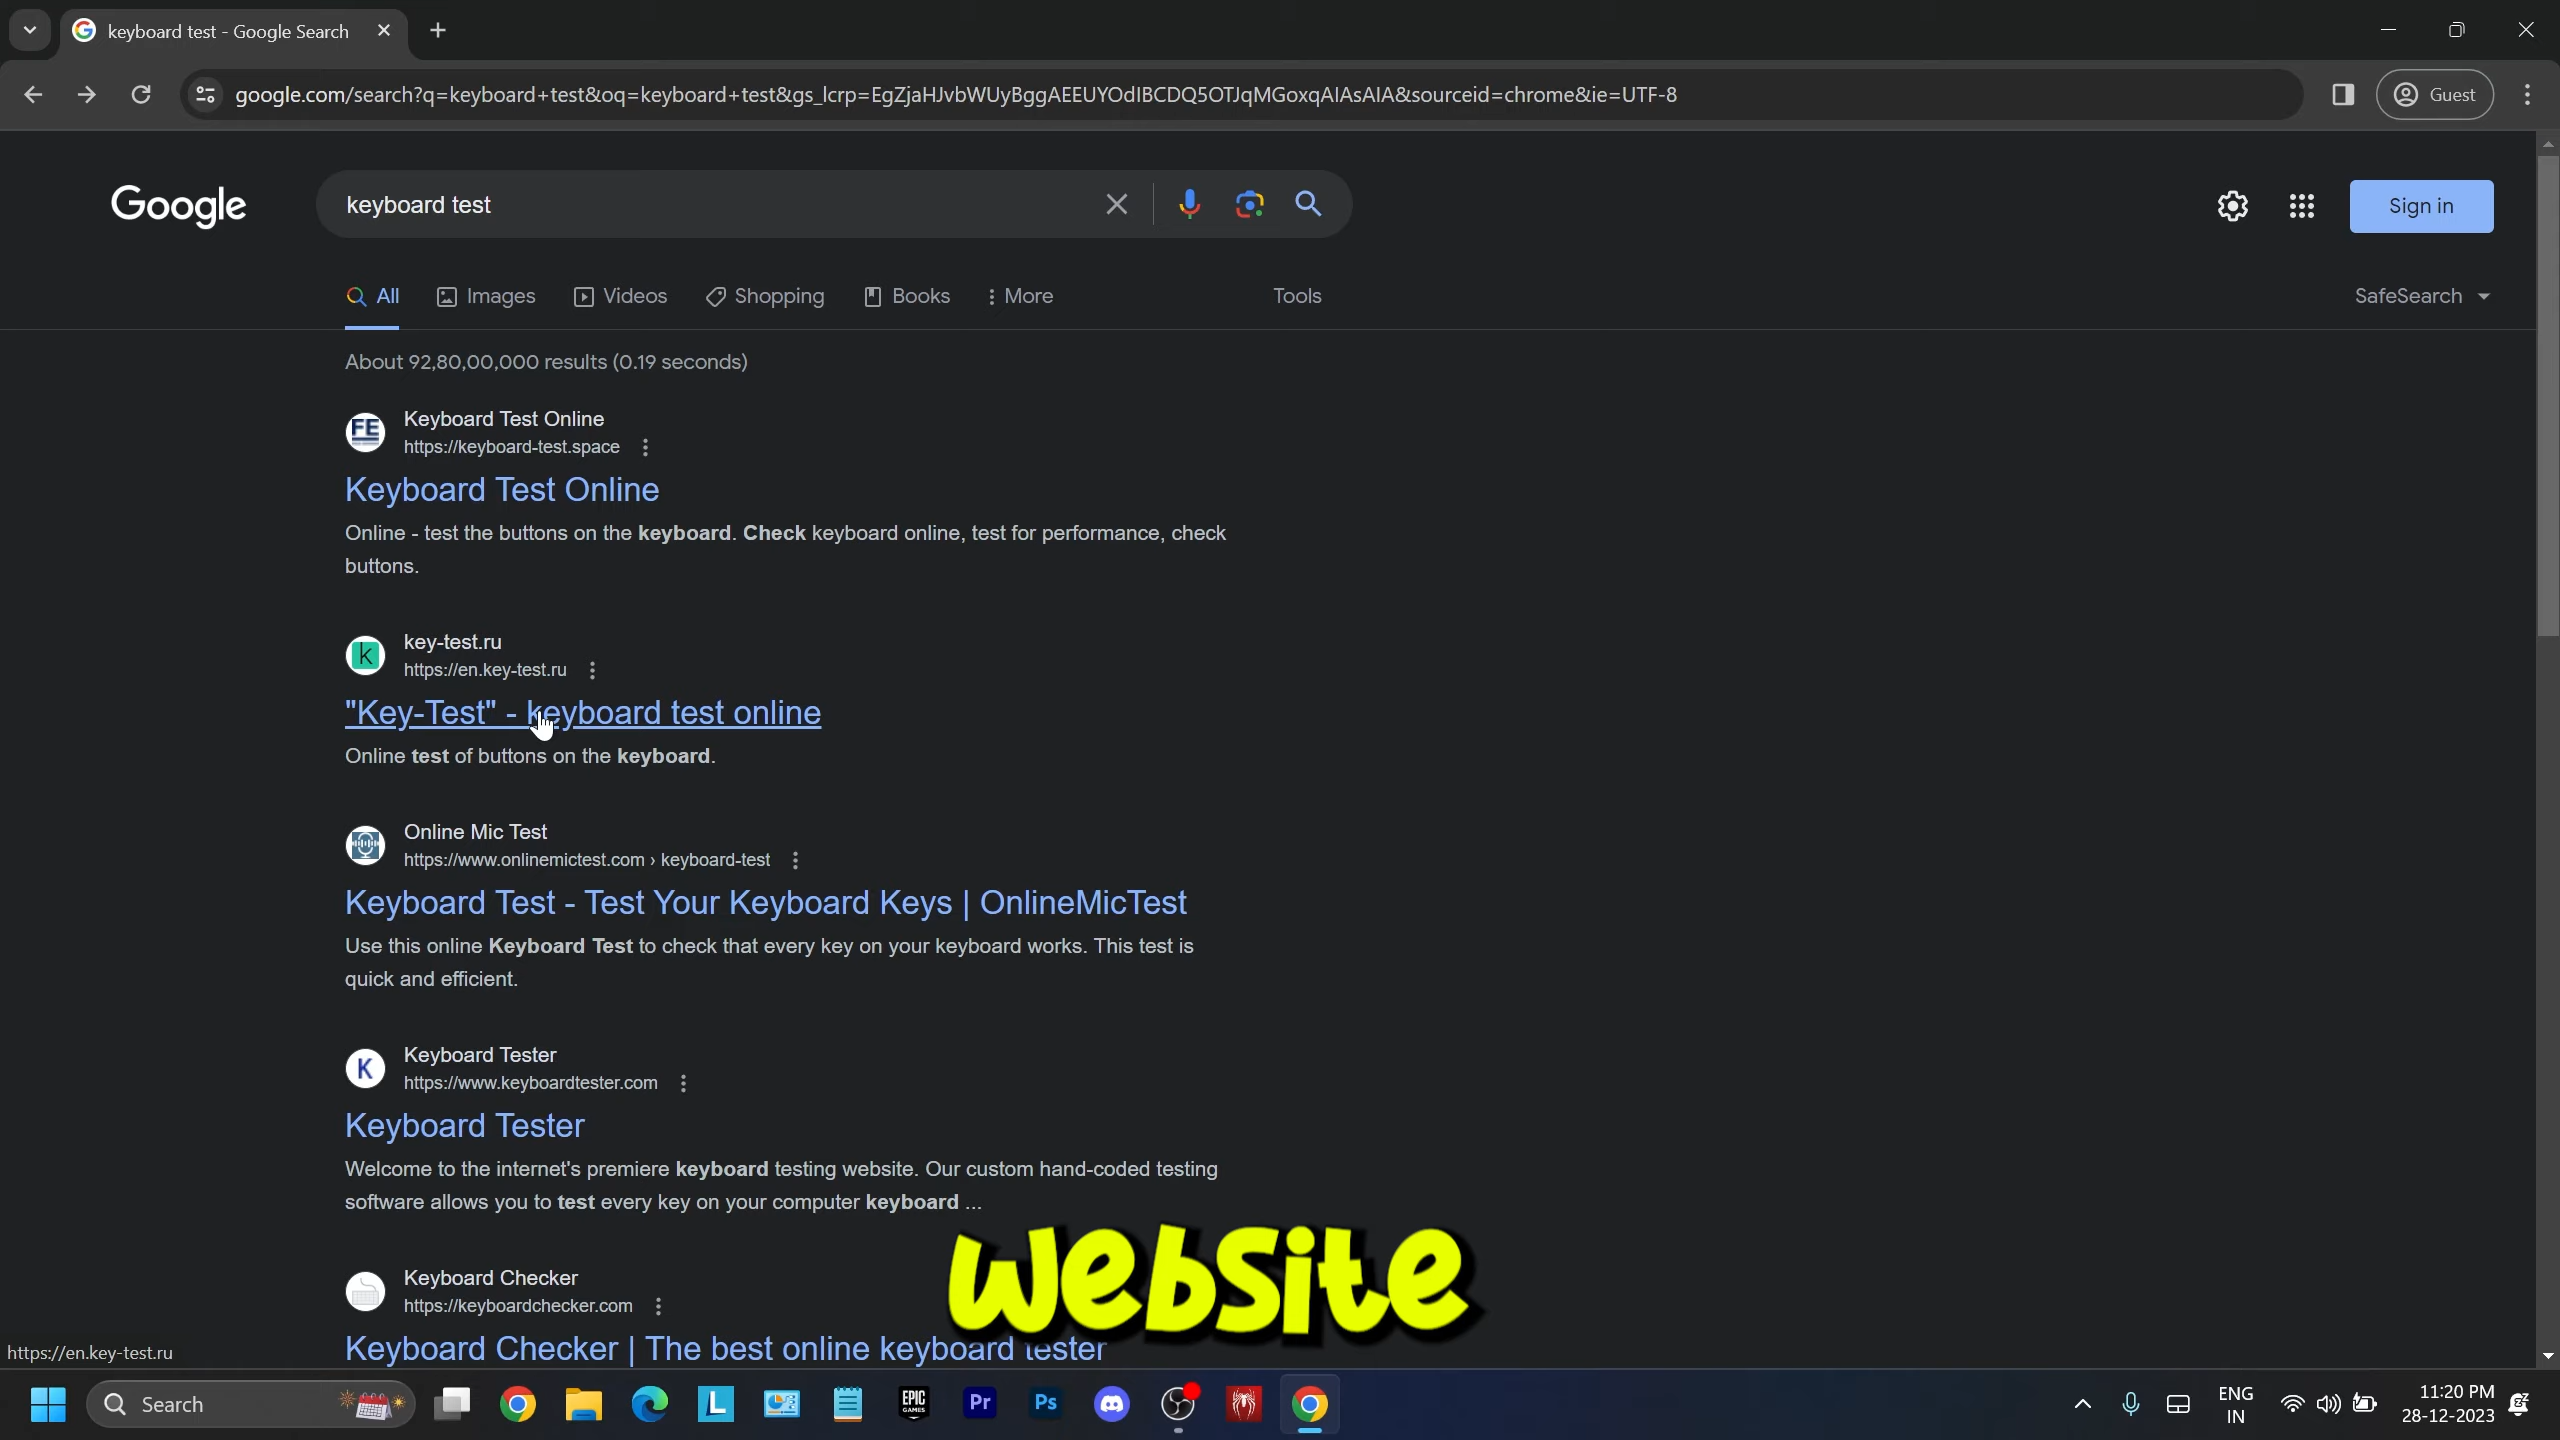 keyboard test - Google Search
google.com/search?q=keyboard+test&oq=keyboard+test&gs_lcrp=EgZjaHJvbWUyBggAEEUYOdIBCDQ5OTJqMGoxqAIAsAIA&sourceid=chrome&ie=UTF-8
Guest
Google
keyboard test
Sign in
All
Images
Videos
Shopping
Books
More
Tools
SafeSearch
About 92,80,00,000 results (0.19 seconds)
FE
Keyboard Test Online
https://keyboard-test.space
Keyboard Test Online
Online - test the buttons on the keyboard. Check keyboard online, test for performance, check
buttons.
k
key-test.ru
https://en.key-test.ru
"Key-Test" - keyboard test online
Online test of buttons on the keyboard.
Online Mic Test
https://www.onlinemictest.com › keyboard-test
Keyboard Test - Test Your Keyboard Keys | OnlineMicTest
Use this online Keyboard Test to check that every key on your keyboard works. This test is
quick and efficient.
K
Keyboard Tester
https://www.keyboardtester.com
Keyboard Tester
Welcome to the internet's premiere keyboard testing website. Our custom hand-coded testing
software allows you to test every key on your computer keyboard ...
Keyboard Checker
https://keyboardchecker.com
Keyboard Checker | The best online keyboard tester
website
https://en.key-test.ru
Search
L
EPIC
GAMES
Pr
Ps
ENG
IN
11:20 PM
28-12-2023